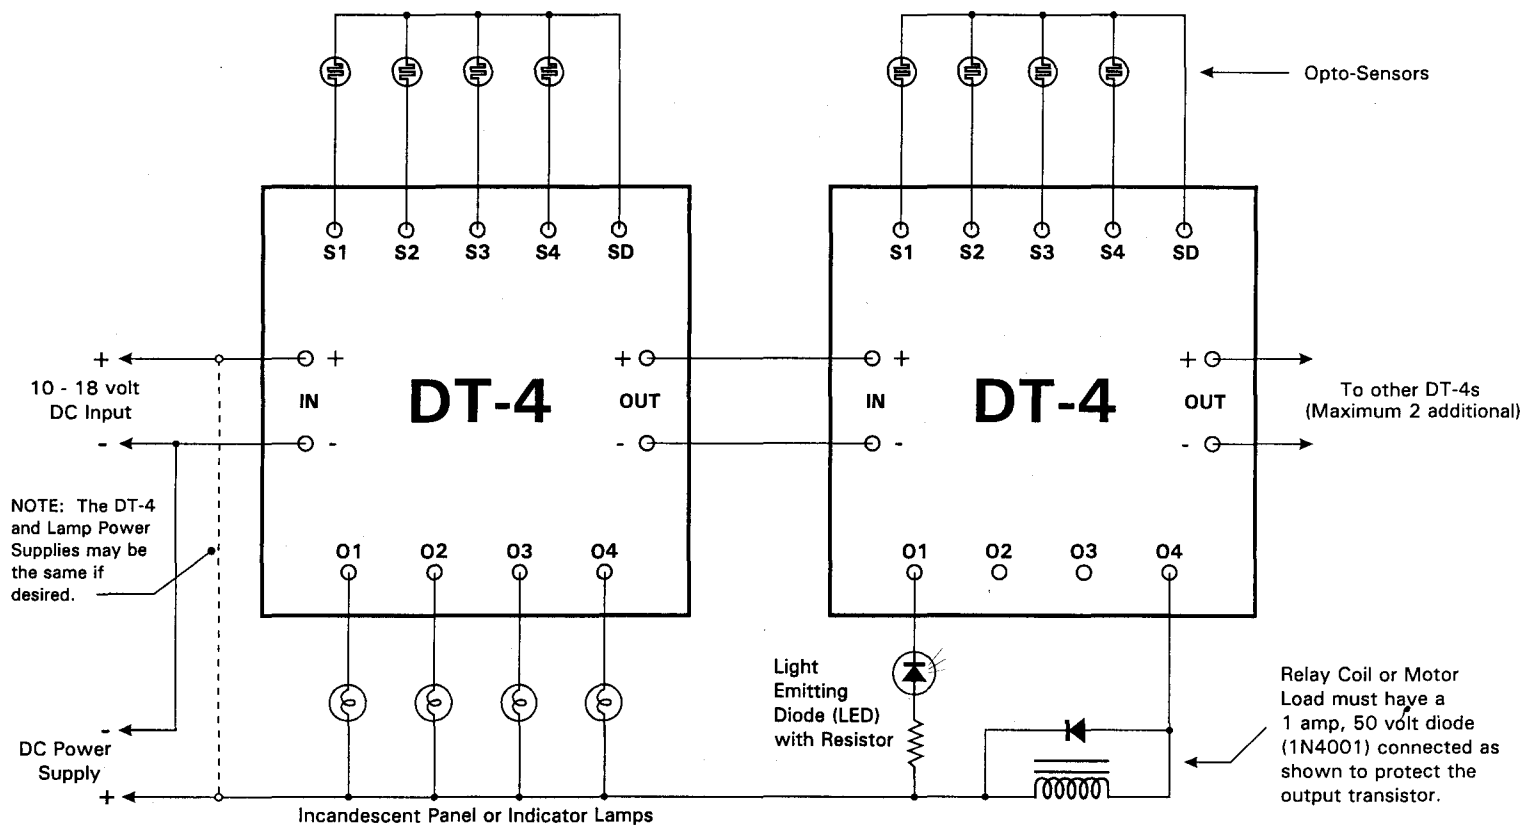 Opto-Sensors
S1 S2 S3 S4 SD
S1 S2 S3 S4 SD
+ + + + +
10 - 18 volt
DC Input
IN DT-4 OUT
IN DT-4 OUT
To other DT-4s
(Maximum 2 additional)
- - - - -
NOTE: The DT-4
and Lamp Power
Supplies may be
the same if
desired.
O1 O2 O3 O4
O1 O2 O3 O4
Light
Emitting
Diode (LED)
with Resistor
Relay Coil or Motor
Load must have a
1 amp, 50 volt diode
(1N4001) connected as
shown to protect the
output transistor.
-
DC Power
Supply
+
Incandescent Panel or Indicator Lamps